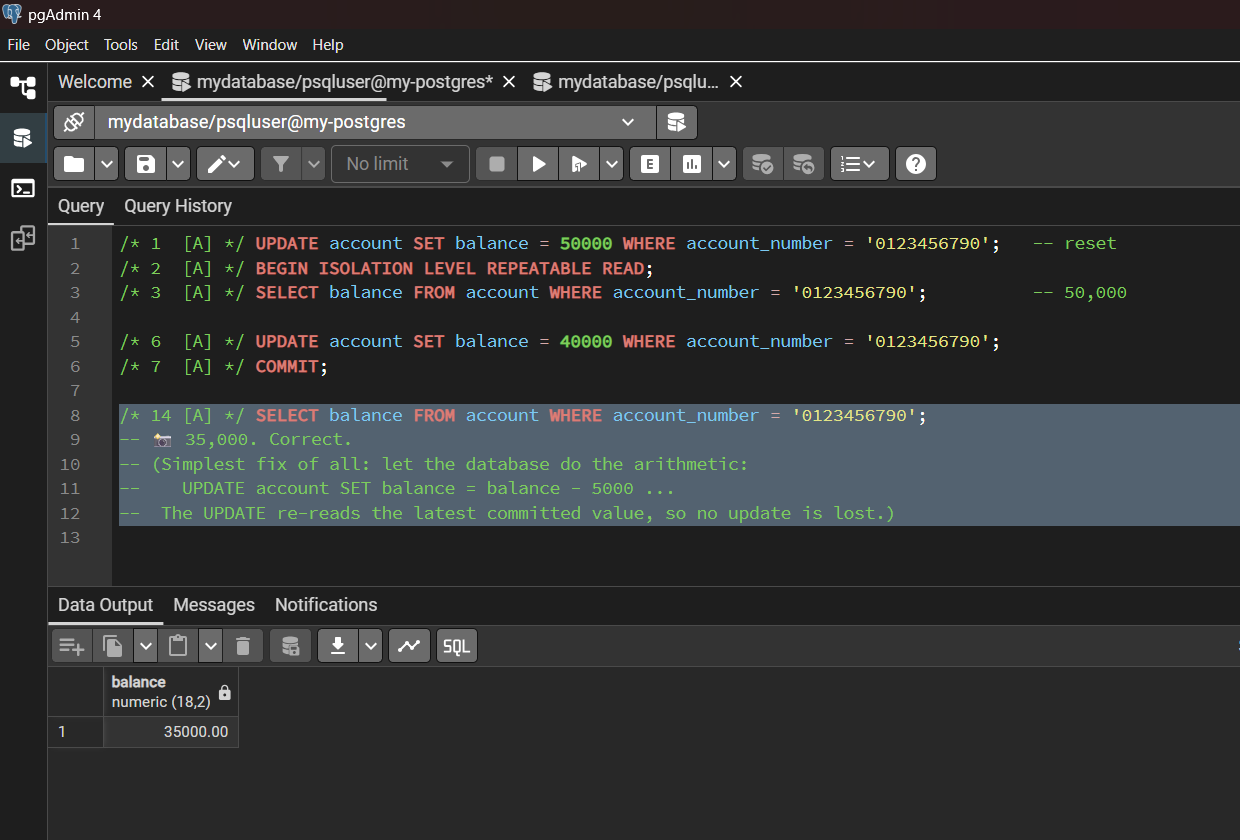 pgAdmin 4
File Object Tools Edit View Window Help
Welcome mydatabase/psqluser@my-postgres* mydatabase/psqlu...
mydatabase/psqluser@my-postgres
No limit E
Query Query History
1 /* 1 [A] */ UPDATE account SET balance = 50000 WHERE account_number = '0123456790'; -- reset
2 /* 2 [A] */ BEGIN ISOLATION LEVEL REPEATABLE READ;
3 /* 3 [A] */ SELECT balance FROM account WHERE account_number = '0123456790'; -- 50,000
4
5 /* 6 [A] */ UPDATE account SET balance = 40000 WHERE account_number = '0123456790';
6 /* 7 [A] */ COMMIT;
7
8 /* 14 [A] */ SELECT balance FROM account WHERE account_number = '0123456790';
9 -- 📸 35,000. Correct.
10 -- (Simplest fix of all: let the database do the arithmetic:
11 -- UPDATE account SET balance = balance - 5000 ...
12 -- The UPDATE re-reads the latest committed value, so no update is lost.)
13
Data Output Messages Notifications
SQL
balance
numeric (18,2)
1 35000.00